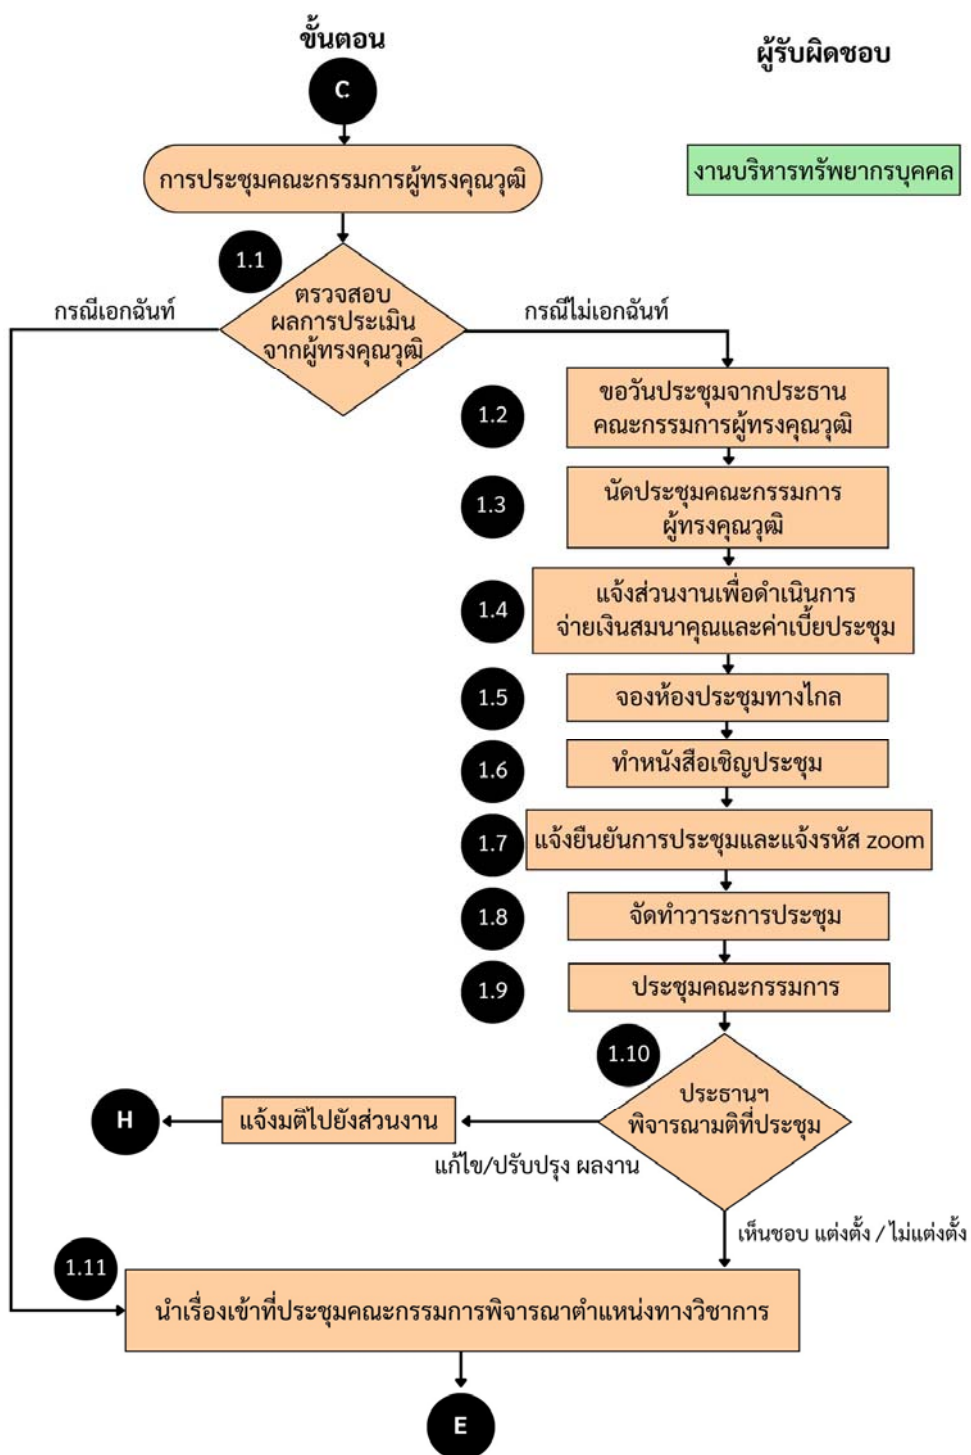 ขั้นตอน
ผู้รับผิดชอบ
C
การประชุมคณะกรรมการผู้ทรงคุณวุฒิ
งานบริหารทรัพยากรบุคคล
1.1
ตรวจสอบ
ผลการประเมิน
จากผู้ทรงคุณวุฒิ
กรณีเอกฉันท์
กรณีไม่เอกฉันท์
1.2
ขอวันประชุมจากประธาน
คณะกรรมการผู้ทรงคุณวุฒิ
1.3
นัดประชุมคณะกรรมการ
ผู้ทรงคุณวุฒิ
1.4
แจ้งส่วนงานเพื่อดำเนินการ
จ่ายเงินสมนาคุณและค่าเบี้ยประชุม
1.5
จองห้องประชุมทางไกล
1.6
ทำหนังสือเชิญประชุม
1.7
แจ้งยืนยันการประชุมและแจ้งรหัส zoom
1.8
จัดทำวาระการประชุม
1.9
ประชุมคณะกรรมการ
1.10
ประธานฯ
พิจารณามติที่ประชุม
H
แจ้งมติไปยังส่วนงาน
แก้ไข/ปรับปรุง ผลงาน
เห็นชอบ แต่งตั้ง / ไม่แต่งตั้ง
1.11
นำเรื่องเข้าที่ประชุมคณะกรรมการพิจารณาตำแหน่งทางวิชาการ
E